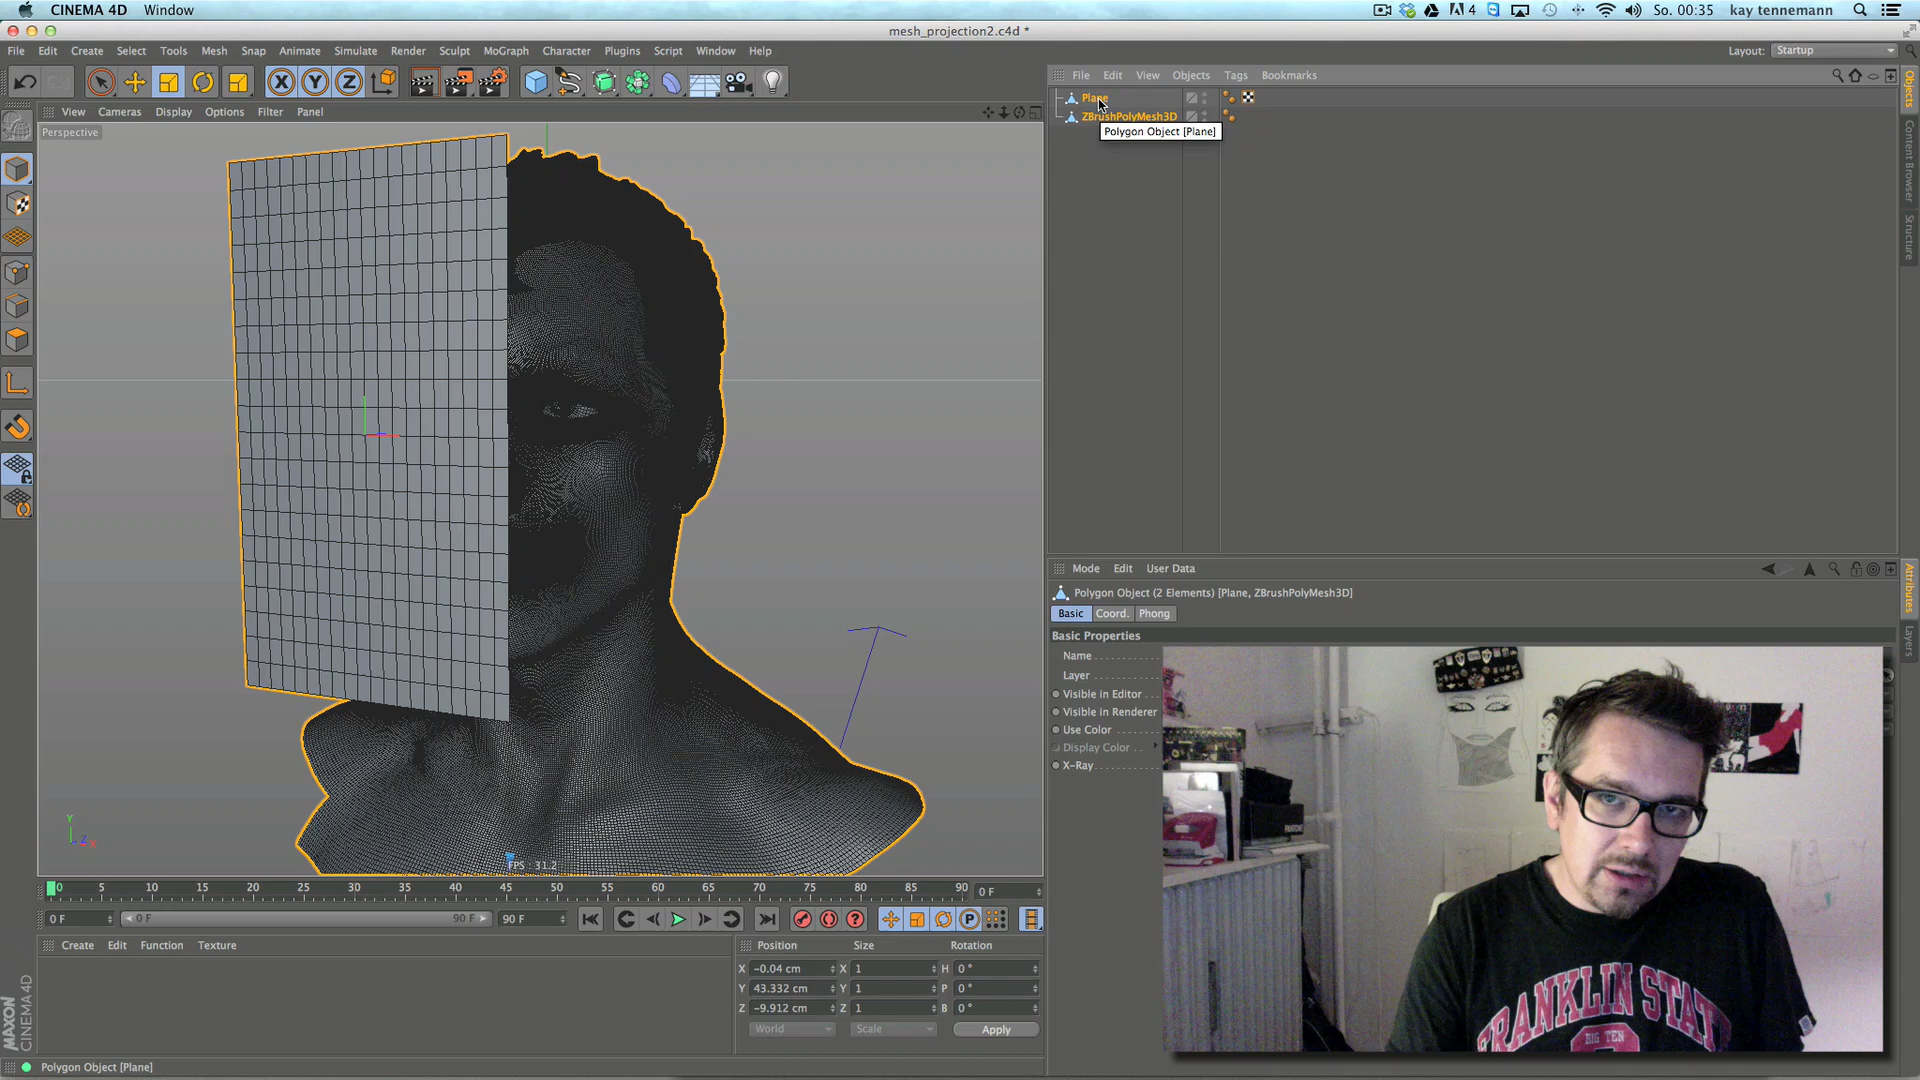 CINEMA 4D Window
4 So. 00:35 kay tennemann
mesh_projection2.c4d *
File Edit Create Select Tools Mesh Snap Animate Simulate Render Sculpt MoGraph Character Plugins Script Window Help
Layout: Startup
X Y Z
File Edit View Objects Tags Bookmarks
View Cameras Display Options Filter Panel
Perspective
Plane
ZBrushPolyMesh3D
Polygon Object [Plane]
Objects
Content Browser
Structure
Mode Edit User Data
Polygon Object (2 Elements) [Plane, ZBrushPolyMesh3D]
Basic Coord. Phong
Basic Properties
Name
Layer
Visible in Editor
Visible in Renderer
Use Color
Display Color
X-Ray
Attributes
Layers
Y
Z X
FPS : 31.2
0 5 10 15 20 25 30 35 40 45 50 55 60 65 70 75 80 85 90 0 F
0 F 0 F 90 F 90 F
P
Create Edit Function Texture
Position Size Rotation
X -0.04 cm X 1 H 0 °
Y 43.332 cm Y 1 P 0 °
Z -9.912 cm Z 1 B 0 °
World Scale Apply
MAXON
CINEMA 4D
Polygon Object [Plane]
FRANKLIN STATE
BIG TEN